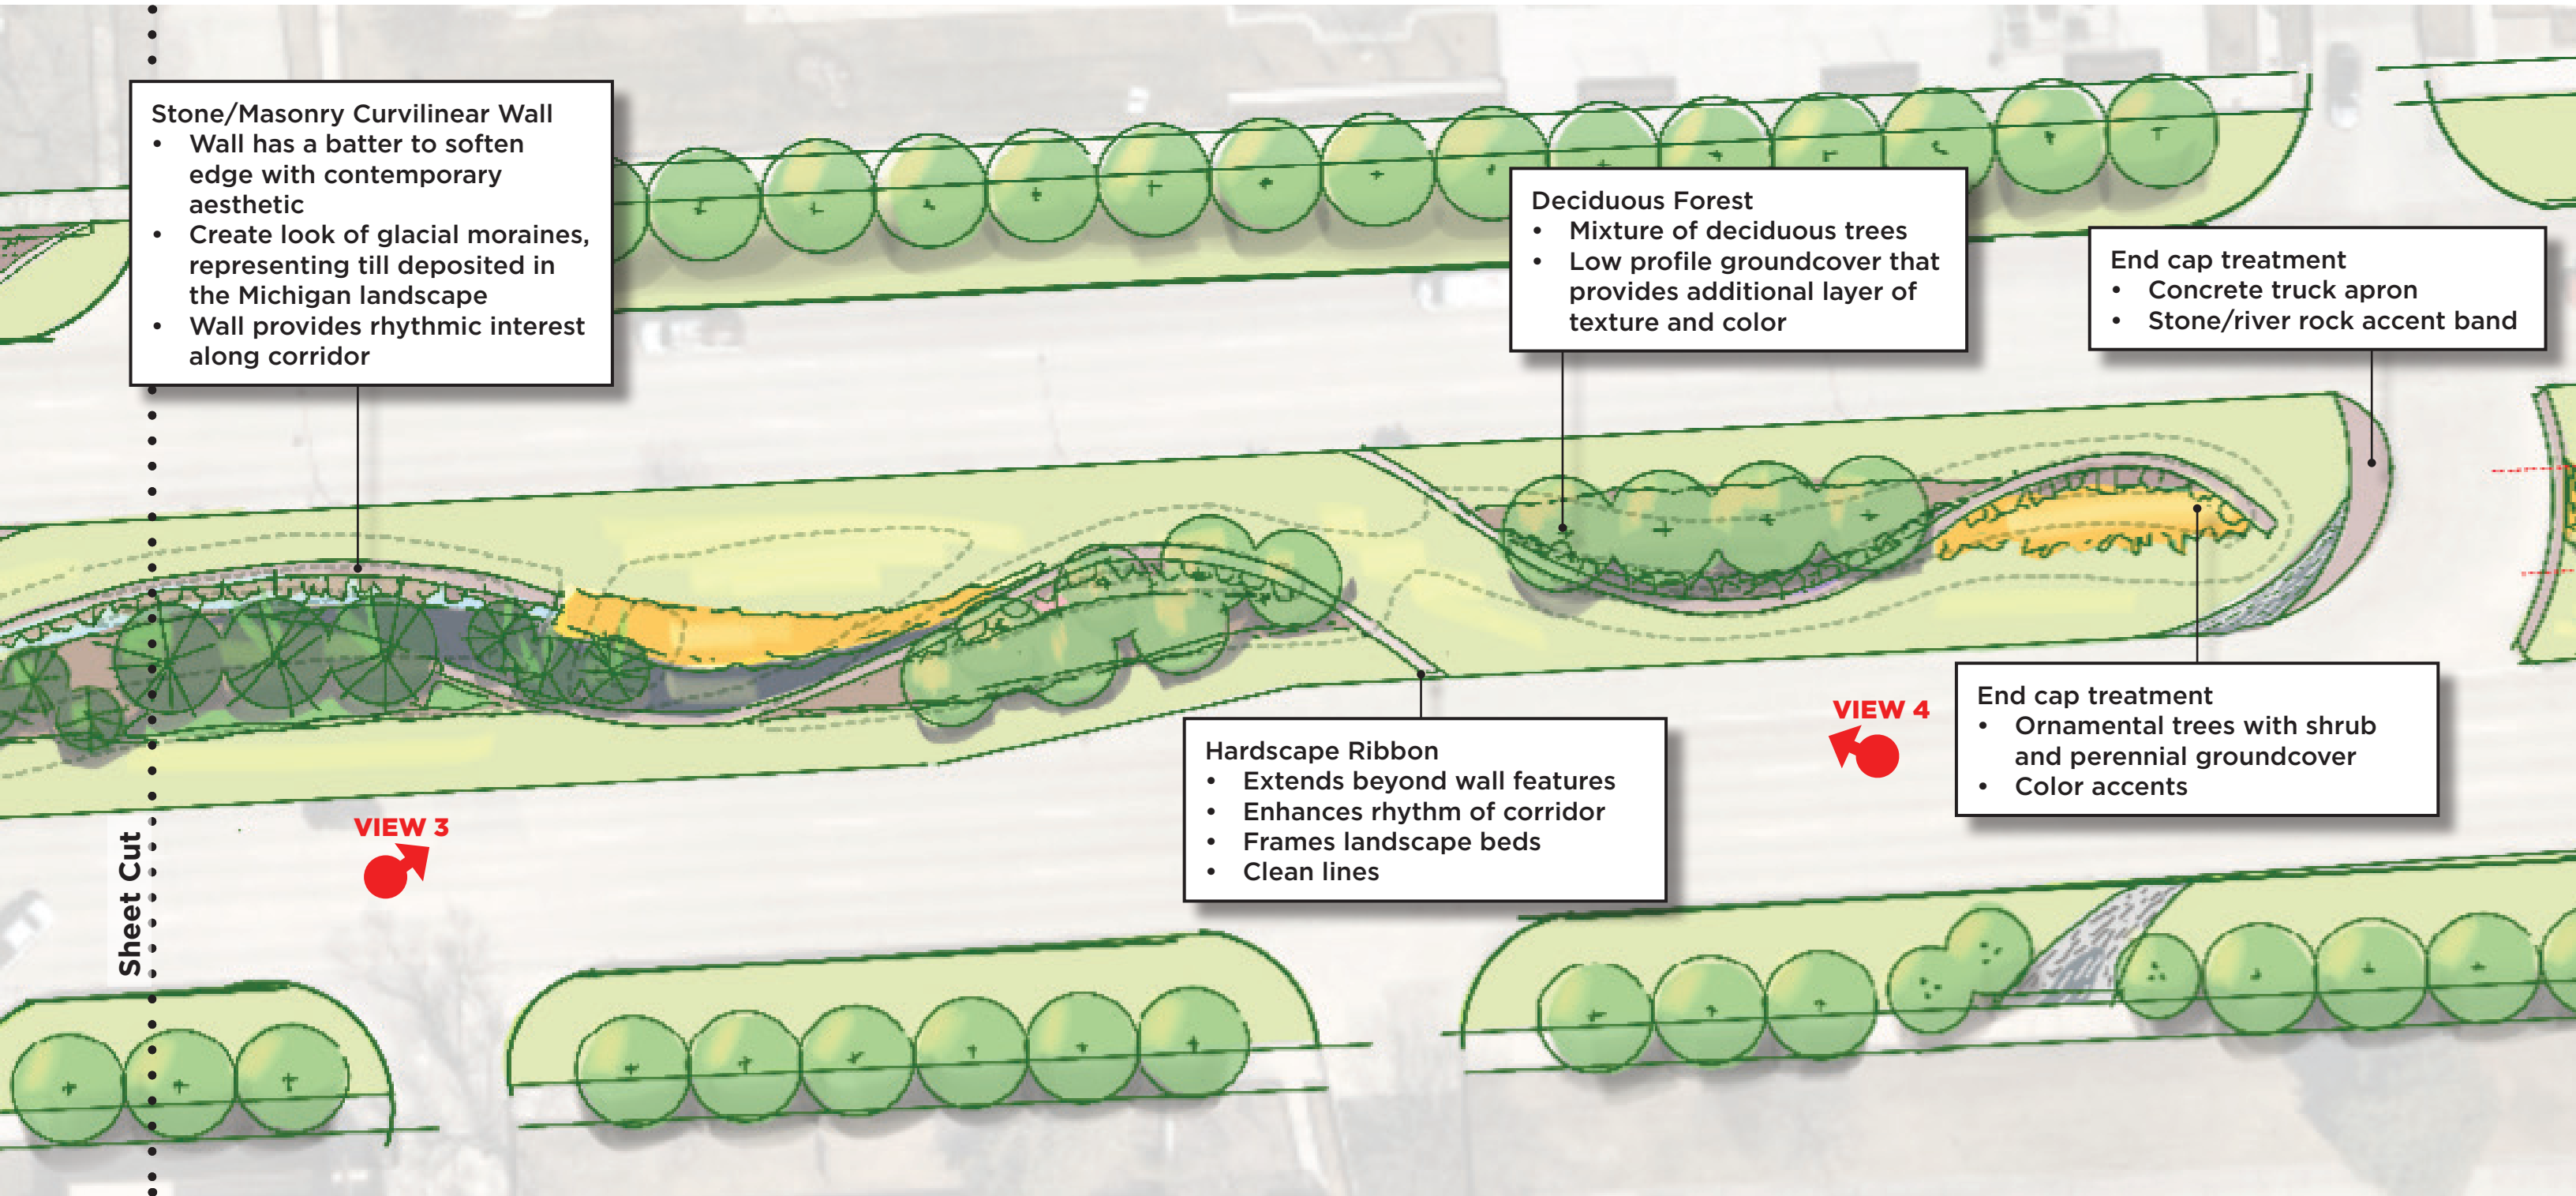 Stone/Masonry Curvilinear Wall
• Wall has a batter to soften
edge with contemporary
aesthetic
• Create look of glacial moraines,
representing till deposited in
the Michigan landscape
• Wall provides rhythmic interest
along corridor
Deciduous Forest
• Mixture of deciduous trees
• Low profile groundcover that
provides additional layer of
texture and color
End cap treatment
• Concrete truck apron
• Stone/river rock accent band
Hardscape Ribbon
• Extends beyond wall features
• Enhances rhythm of corridor
• Frames landscape beds
• Clean lines
VIEW 4
End cap treatment
• Ornamental trees with shrub
and perennial groundcover
• Color accents
VIEW 3
Sheet Cut